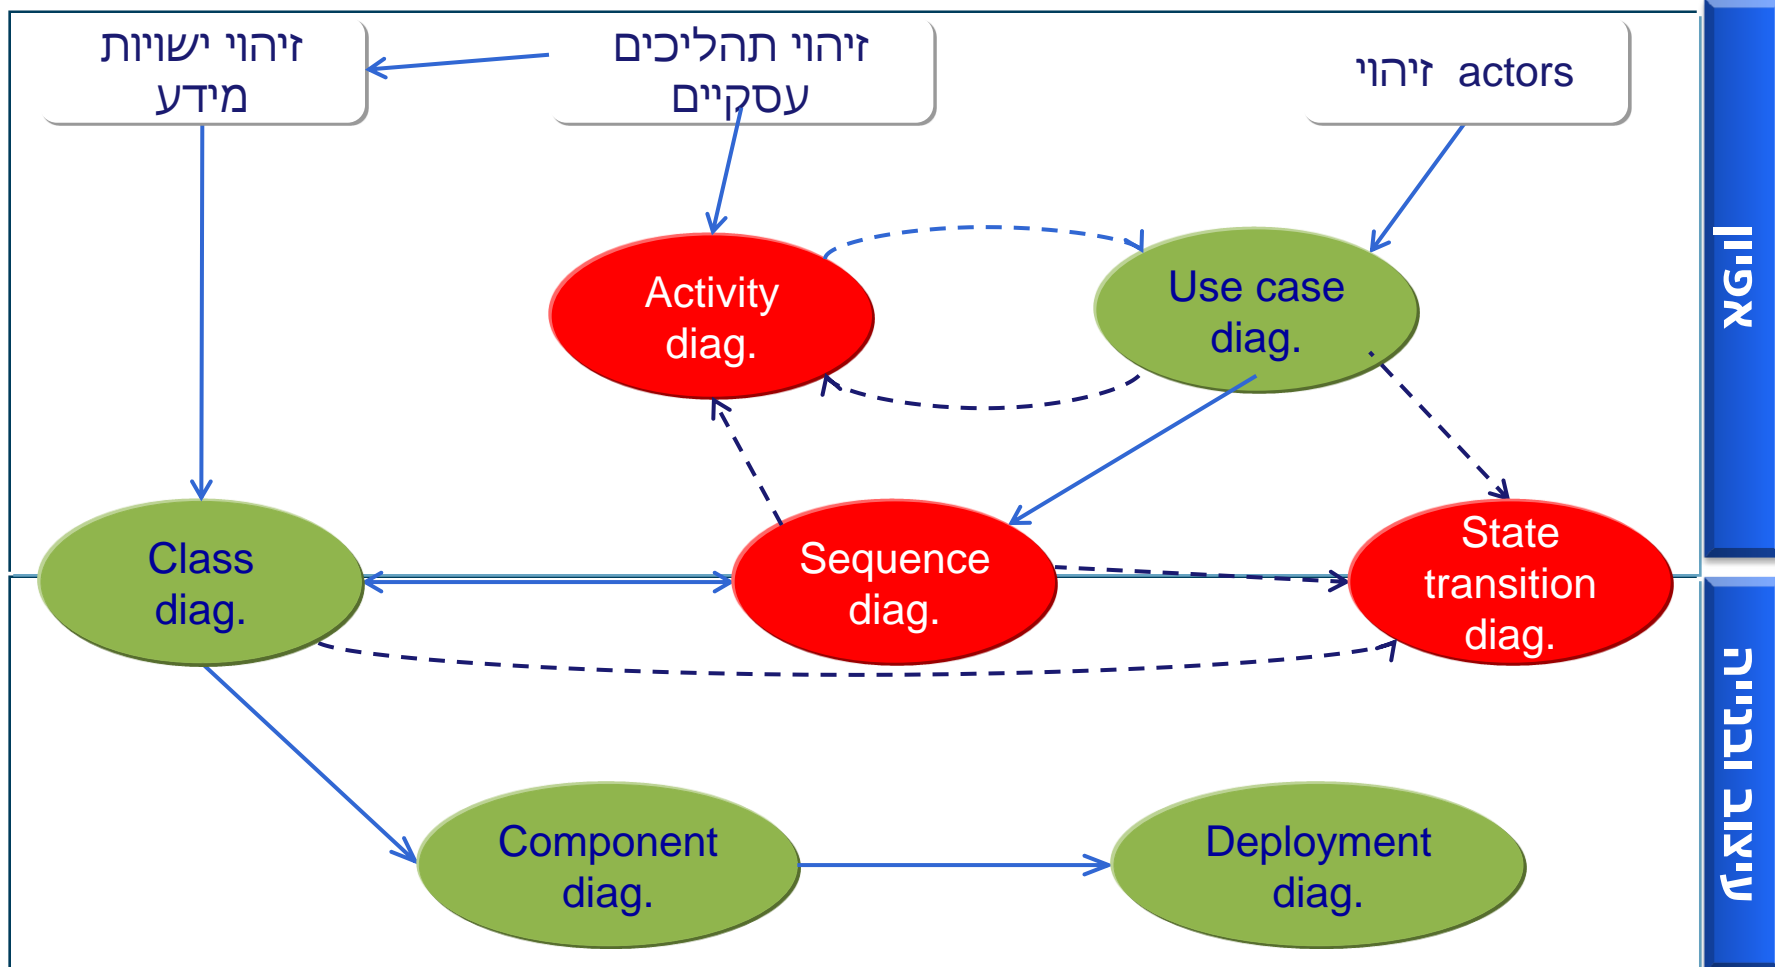 זיהוי ישויות
מידע
זיהוי תהליכים
עסקיים
זיהוי actors
אפיון
Activity
diag.
Use case
diag.
Class
diag.
Sequence
diag.
State
transition
diag.
עיצוב ובנייה
Component
diag.
Deployment
diag.